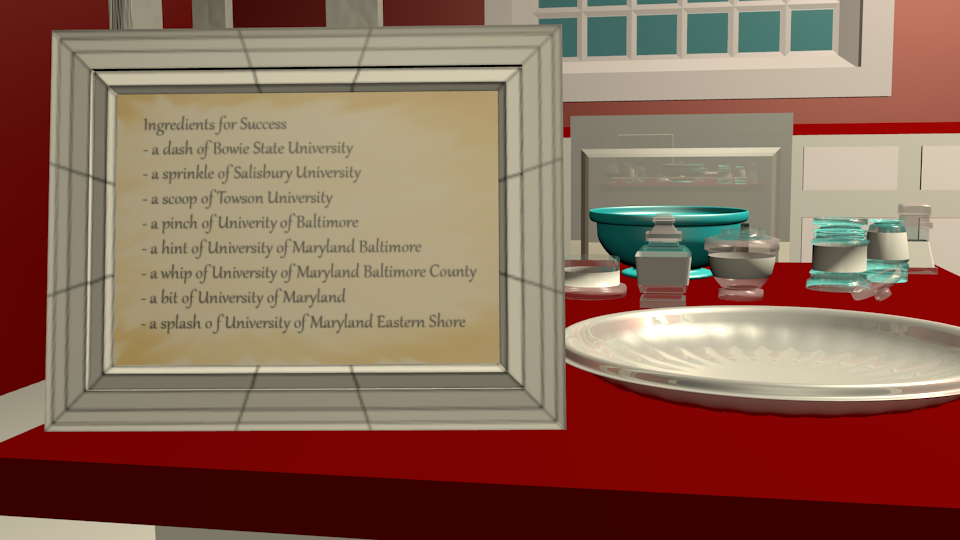 Ingredients for Success
- a dash of Bowie State University
- a sprinkle of Salisbury University
- a scoop of Towson University
- a pinch of Univerity of Baltimore
- a hint of University of Maryland Baltimore
- a whip of University of Maryland Baltimore County
- a bit of University of Maryland
- a splash of University of Maryland Eastern Shore